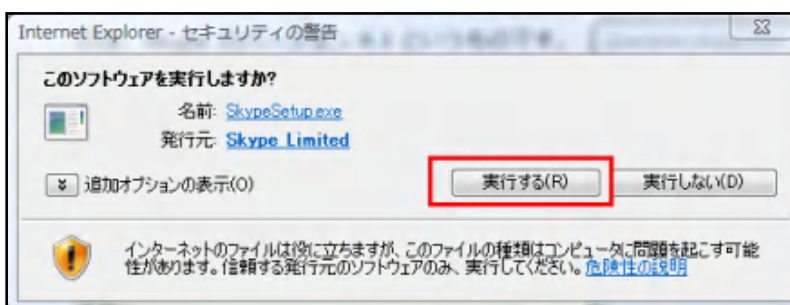 Internet Explorer - セキュリティの警告
このソフトウェアを実行しますか?
名前: SkypeSetup.exe
発行元: Skype Limited
追加オプションの表示(O)
実行する(R)
実行しない(D)
インターネットのファイルは役に立ちますが、このファイルの種類はコンピュータに問題を起こす可能
性があります。信頼する発行元のソフトウェアのみ、実行してください。危険性の説明